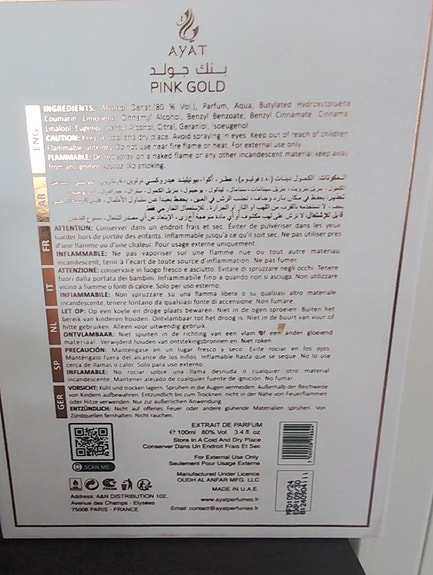 AYAT
بنك جولد
PINK GOLD
INGREDIENTS: Alcohol Denat.(80 % Vol.), Parfum, Aqua, Butylated Hydroxytoluene
Coumarin, Limonene, Cinnamyl Alcohol, Benzyl Benzoate, Benzyl Cinnamate, Cinnama
Linalool, Eugenol, Benzyl Alcohol, Citral, Geraniol, Isoeugenol
CAUTION: Keep in cool and dry place. Avoid spraying in eyes. Keep out of reach of children
Flammable until dry. Do not use near fire flame or heat. For external use only
FLAMMABLE: Do not spray on a naked flame or any other incandescent material keep away
from any ignition source. No smoking.
ENG
AR
FR
ATTENTION: Conservez dans un endroit frais et sec. Éviter de pulvériser dans les yeux
Garder hors de portée des enfants. Inflammable jusqu'à ce qu'il soit sec. Ne pas utiliser près
d'une flamme ou d'une chaleur. Pour usage externe uniquement
INFLAMMABLE: Ne pas vaporiser sur une flamme nue ou tout autre matériau
incandescent, tenir à l'écart de toute source d'inflammation. Ne pas fumer
IT
ATTENZIONE: conservare in luogo fresco e asciutto. Evitare di spruzzare negli occhi. Tenere
fuori dalla portata dei bambini. Infiammabile fino a quando non si asciuga Non utilizzare
vicino a fiamme o fonti di calore. Solo per uso esterno
INFIAMMABILE: Non spruzzare su una fiamma libera o su qualsiasi altro materiale
incandescente, tenere lontano da qualsiasi fonte di accensione Non fumare
NL
LET OP: Op een koele en droge plaats bewaren. Niet in de ogen sproeien Buiten het
bereik van kinderen houden. Ontvlambaar tot het droog is. Niet in de buurt van vuur of
hitte gebruiken Alleen voor uitwendig gebruik.
ONTVLAMBAAR: Niet spuiten in de richting van een vlam of een ander gloeiend
materiaal. Verwijderd houden van ontstekingsbronnen en Niet roken
SP
PRECAUCIÓN: Manténgase en un lugar fresco y seco Evite rociar en los ojos
Manténgalo fuera del alcance de los niños Inflamable hasta que se seque No lo use
cerca de llamas o calor Solo para uso externo
INFLAMABLE: No rociar sobre una llama desnuda o cualquier otro material
incandescente Mantener alejado de cualquier fuente de ignición No fumar
GER
VORSICHT: Kühl und trocken lagern. Sprühen in die Augen vermeiden. Außerhalb der Reichweite
von Kindern aufbewahren Entzündlich bis zum Trocknen nicht in der Nähe von Feuerflammen
oder Hitze verwenden. Nur zur äußerlichen Anwendung.
ENTZÜNDLICH: Nicht auf offenes Feuer oder andere glühende Materialien sprühen Von
Zündquellen fernhalten. Nicht rauchen.
EXTRAIT DE PARFUM
e 100ml 80% Vol 3.4 fl. oz.
Store In A Cold And Dry Place
Conserver Dans Un Endroit Frais Et Sec
For External Use Only
Seulement Pour Usage Externe
Manufactured Under Licence
OUDH AL ANFAR MFG. LLC
MADE IN U.A.E.
www.ayatperfumes.fr
Email: contact@ayatperfumes.fr
SCAN ME
Address: A&N DISTRIBUTION 102,
Avenue des Champs - Elysées
75008 PARIS - FRANCE